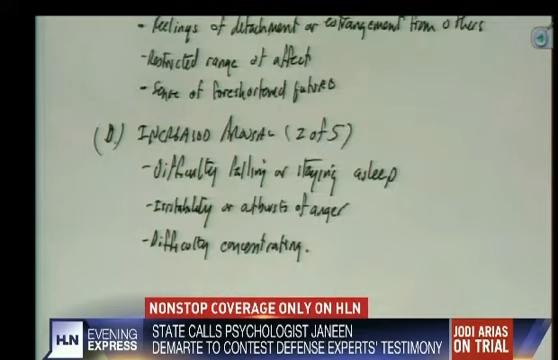 • Feelings of detachment or estrangement from others
- Restricted range of affect
• Sense of foreshortened future
(D.) INCREASED AROUSAL (2 of 5)
- Difficulty falling or staying asleep
- Irritability or outbursts of anger
- Difficulty concentrating.
NONSTOP COVERAGE ONLY ON HLN
HLN EVENING EXPRESS
STATE CALLS PSYCHOLOGIST JANEEN
DEMARTE TO CONTEST DEFENSE EXPERTS' TESTIMONY
JODI ARIAS
ON TRIAL